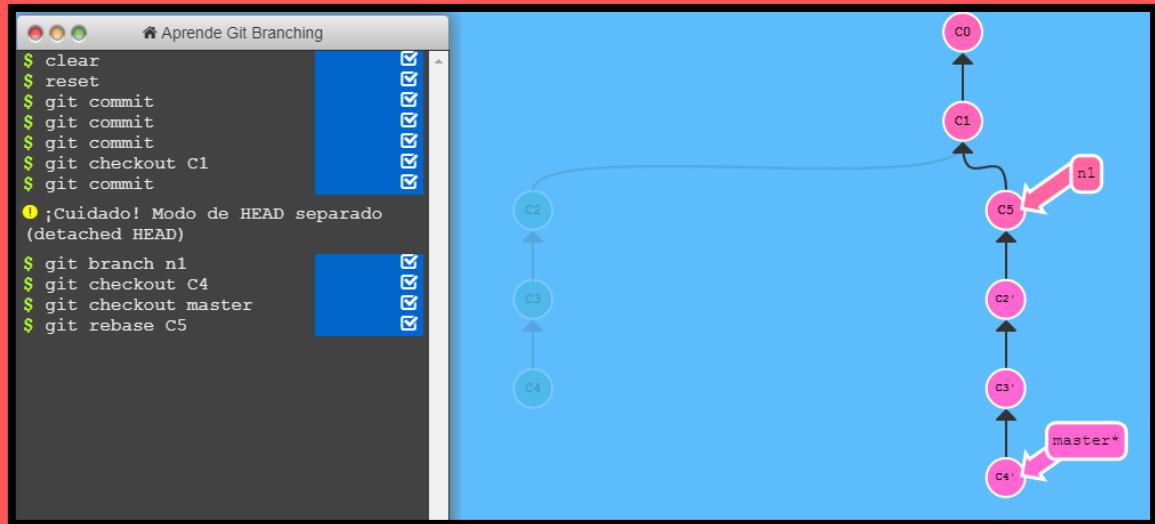 Aprende Git Branching
$ clear
$ reset
$ git commit
$ git commit
$ git commit
$ git checkout C1
$ git commit
¡Cuidado! Modo de HEAD separado
(detached HEAD)
$ git branch n1
$ git checkout C4
$ git checkout master
$ git rebase C5
C0
C1
n1
C2
C5
C3
C2'
C4
C3'
master*
C4'